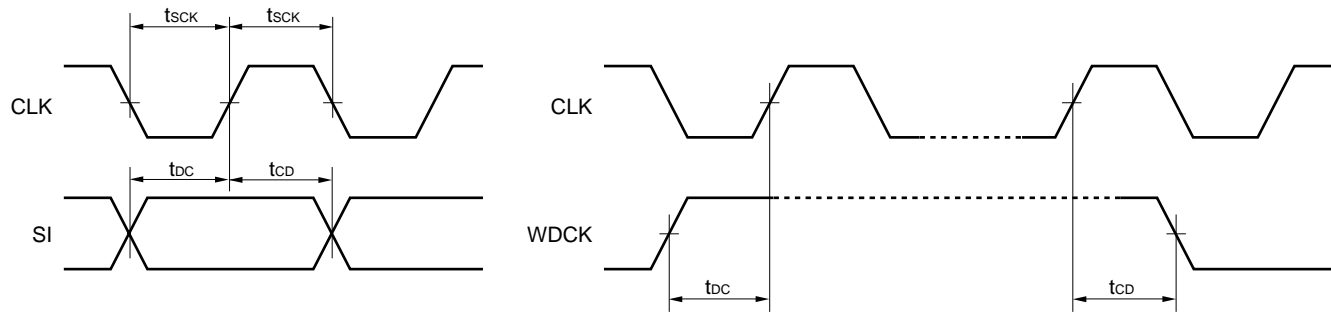 tSCK tSCK
CLK
tDC tCD
SI
CLK
WDCK
tDC
tCD